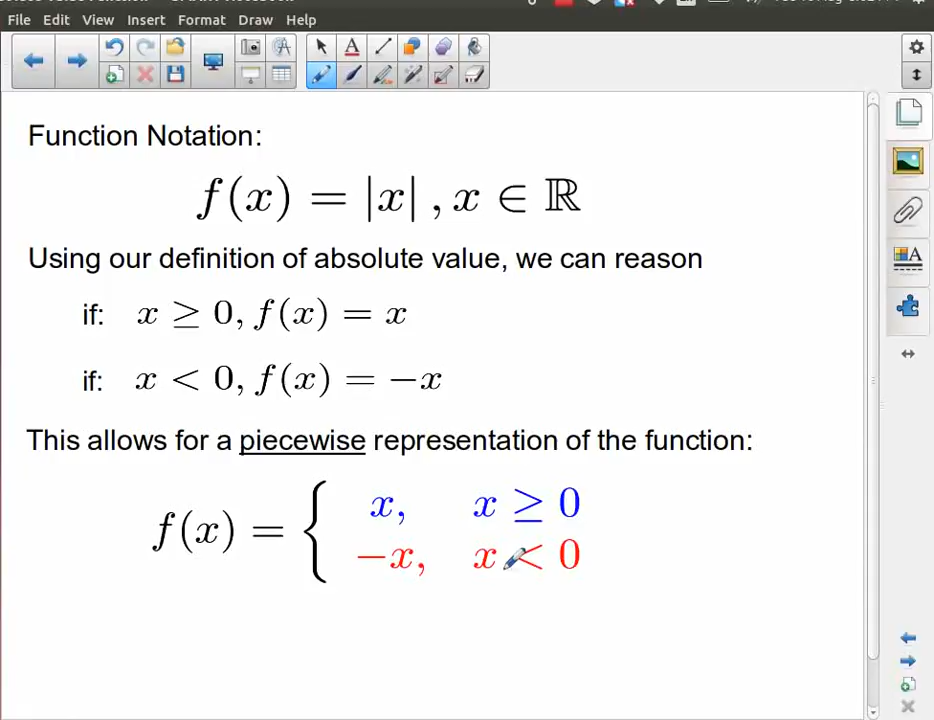 File Edit View Insert Format Draw Help
Function Notation:
f(x) = |x| , x ∈ ℝ
Using our definition of absolute value, we can reason
if: x ≥ 0, f(x) = x
if: x < 0, f(x) = −x
This allows for a piecewise representation of the function:
f(x) = {
x, x ≥ 0
−x, x < 0